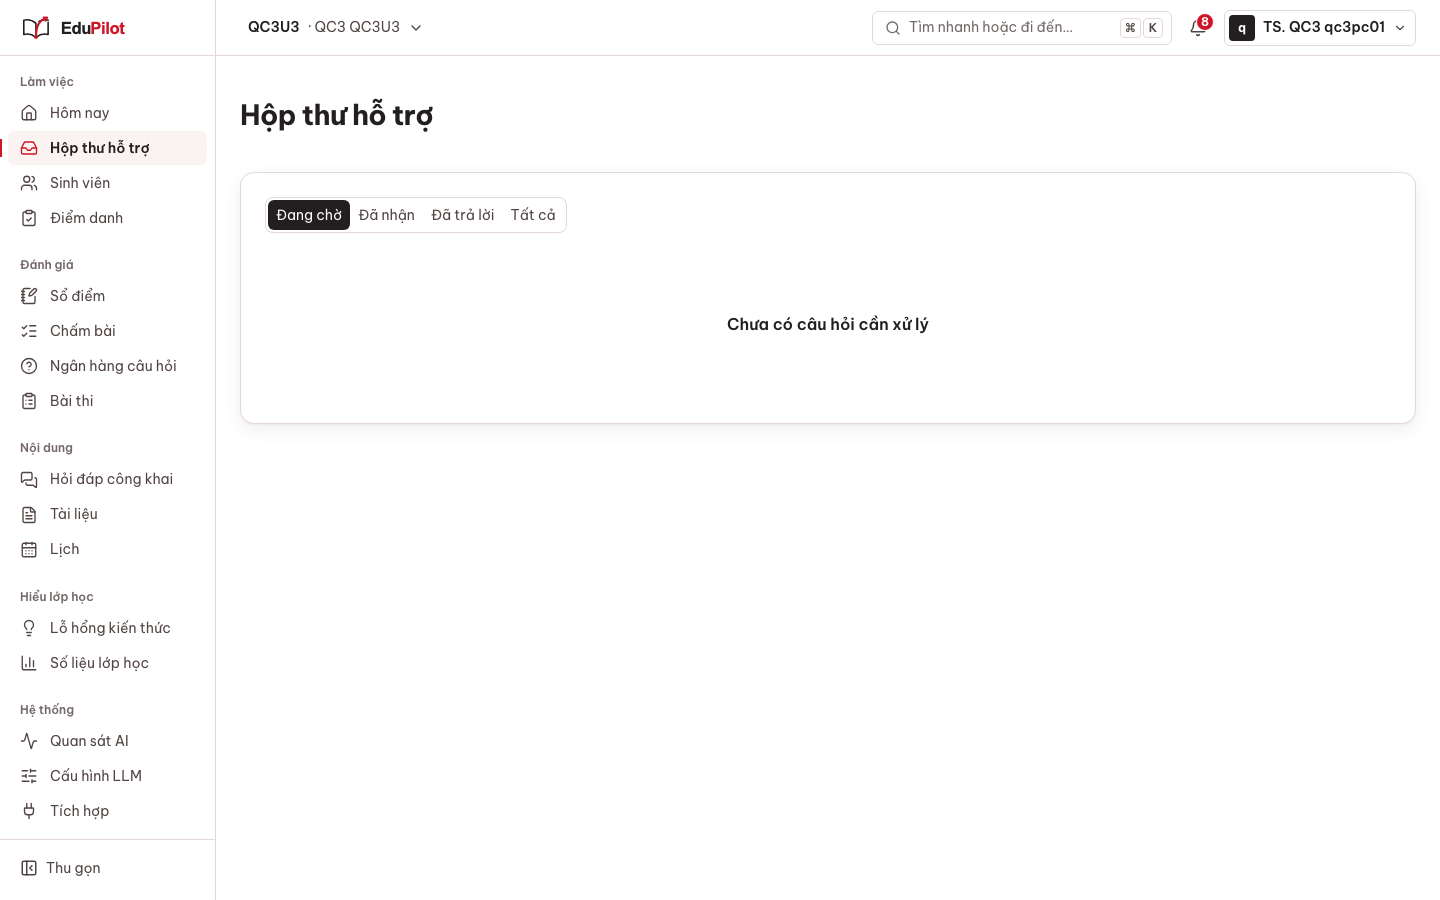 EduPilot
QC3U3 · QC3 QC3U3
Tìm nhanh hoặc đi đến...
⌘ K
8
q
TS. QC3 qc3pc01
Làm việc
Hôm nay
Hộp thư hỗ trợ
Sinh viên
Điểm danh
Đánh giá
Sổ điểm
Chấm bài
Ngân hàng câu hỏi
Bài thi
Nội dung
Hỏi đáp công khai
Tài liệu
Lịch
Hiểu lớp học
Lỗ hổng kiến thức
Số liệu lớp học
Hệ thống
Quan sát AI
Cấu hình LLM
Tích hợp
Thu gọn
Hộp thư hỗ trợ
Đang chờ Đã nhận Đã trả lời Tất cả
Chưa có câu hỏi cần xử lý